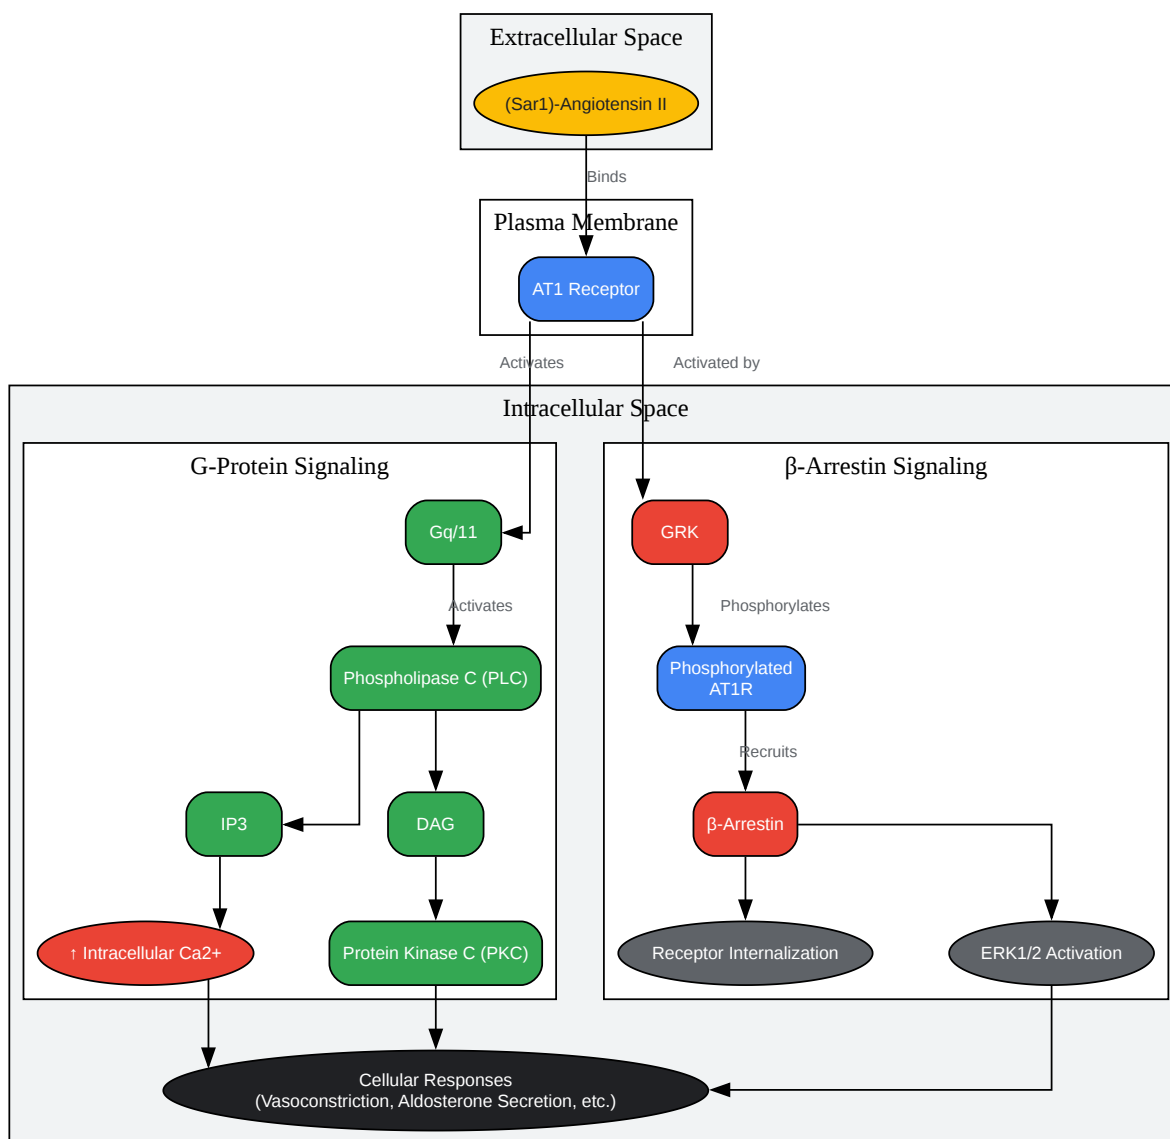 Extracellular Space
(Sar1)-Angiotensin II
Binds
Plasma Membrane
AT1 Receptor
Activates
Activated by
Intracellular Space
G-Protein Signaling
β-Arrestin Signaling
Gq/11
GRK
Activates
Phosphorylates
Phospholipase C (PLC)
Phosphorylated
AT1R
Recruits
IP3
DAG
β-Arrestin
↑ Intracellular Ca2+
Protein Kinase C (PKC)
Receptor Internalization
ERK1/2 Activation
Cellular Responses
(Vasoconstriction, Aldosterone Secretion, etc.)